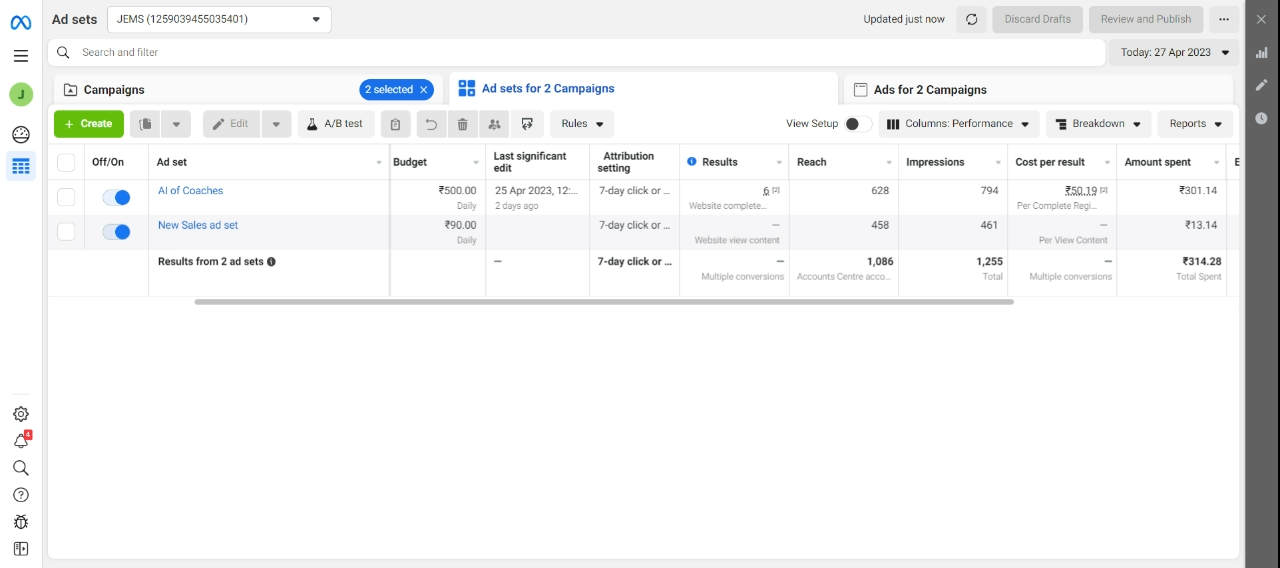 Ad sets
JEMS (1259039455035401)
Updated just now
Discard Drafts
Review and Publish
Search and filter
Today: 27 Apr 2023
Campaigns
2 selected
Ad sets for 2 Campaigns
Ads for 2 Campaigns
J
+ Create
Edit
A/B test
Rules
View Setup
Columns: Performance
Breakdown
Reports
Off/On
Ad set
Budget
Last significant
edit
Attribution
setting
Results
Reach
Impressions
Cost per result
Amount spent
E
AI of Coaches
₹500.00
Daily
25 Apr 2023, 12:...
2 days ago
7-day click or ...
6 [2]
Website complete...
628
794
₹50.19 [2]
Per Complete Regi...
₹301.14
New Sales ad set
₹90.00
Daily
7-day click or ...
—
Website view content
458
461
—
Per View Content
₹13.14
Results from 2 ad sets
—
7-day click or ...
—
Multiple conversions
1,086
Accounts Centre acco...
1,255
Total
—
Multiple conversions
₹314.28
Total Spent
4